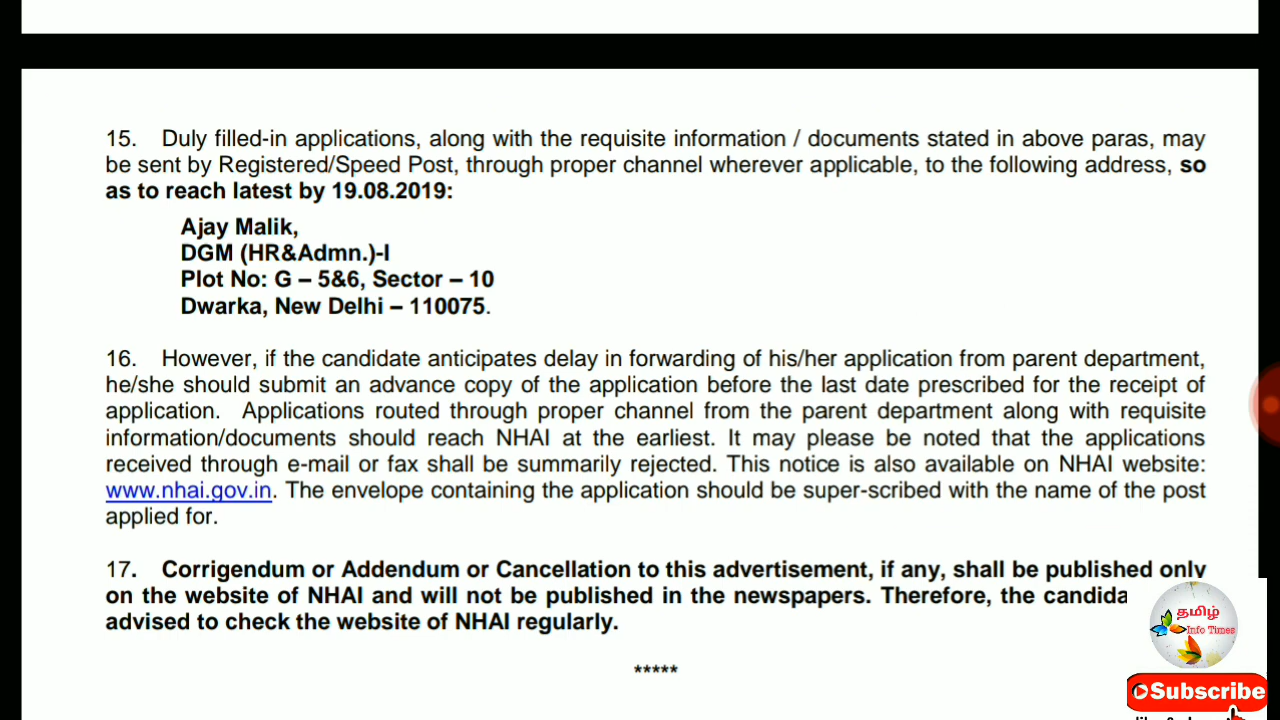 15. Duly filled-in applications, along with the requisite information / documents stated in above paras, may
be sent by Registered/Speed Post, through proper channel wherever applicable, to the following address, so
as to reach latest by 19.08.2019:
Ajay Malik,
DGM (HR&Admn.)-I
Plot No: G – 5&6, Sector – 10
Dwarka, New Delhi – 110075.
16. However, if the candidate anticipates delay in forwarding of his/her application from parent department,
he/she should submit an advance copy of the application before the last date prescribed for the receipt of
application. Applications routed through proper channel from the parent department along with requisite
information/documents should reach NHAI at the earliest. It may please be noted that the applications
received through e-mail or fax shall be summarily rejected. This notice is also available on NHAI website:
www.nhai.gov.in. The envelope containing the application should be super-scribed with the name of the post
applied for.
17. Corrigendum or Addendum or Cancellation to this advertisement, if any, shall be published only
on the website of NHAI and will not be published in the newspapers. Therefore, the candida
advised to check the website of NHAI regularly.
*****
தமிழ்
Info Times
Subscribe